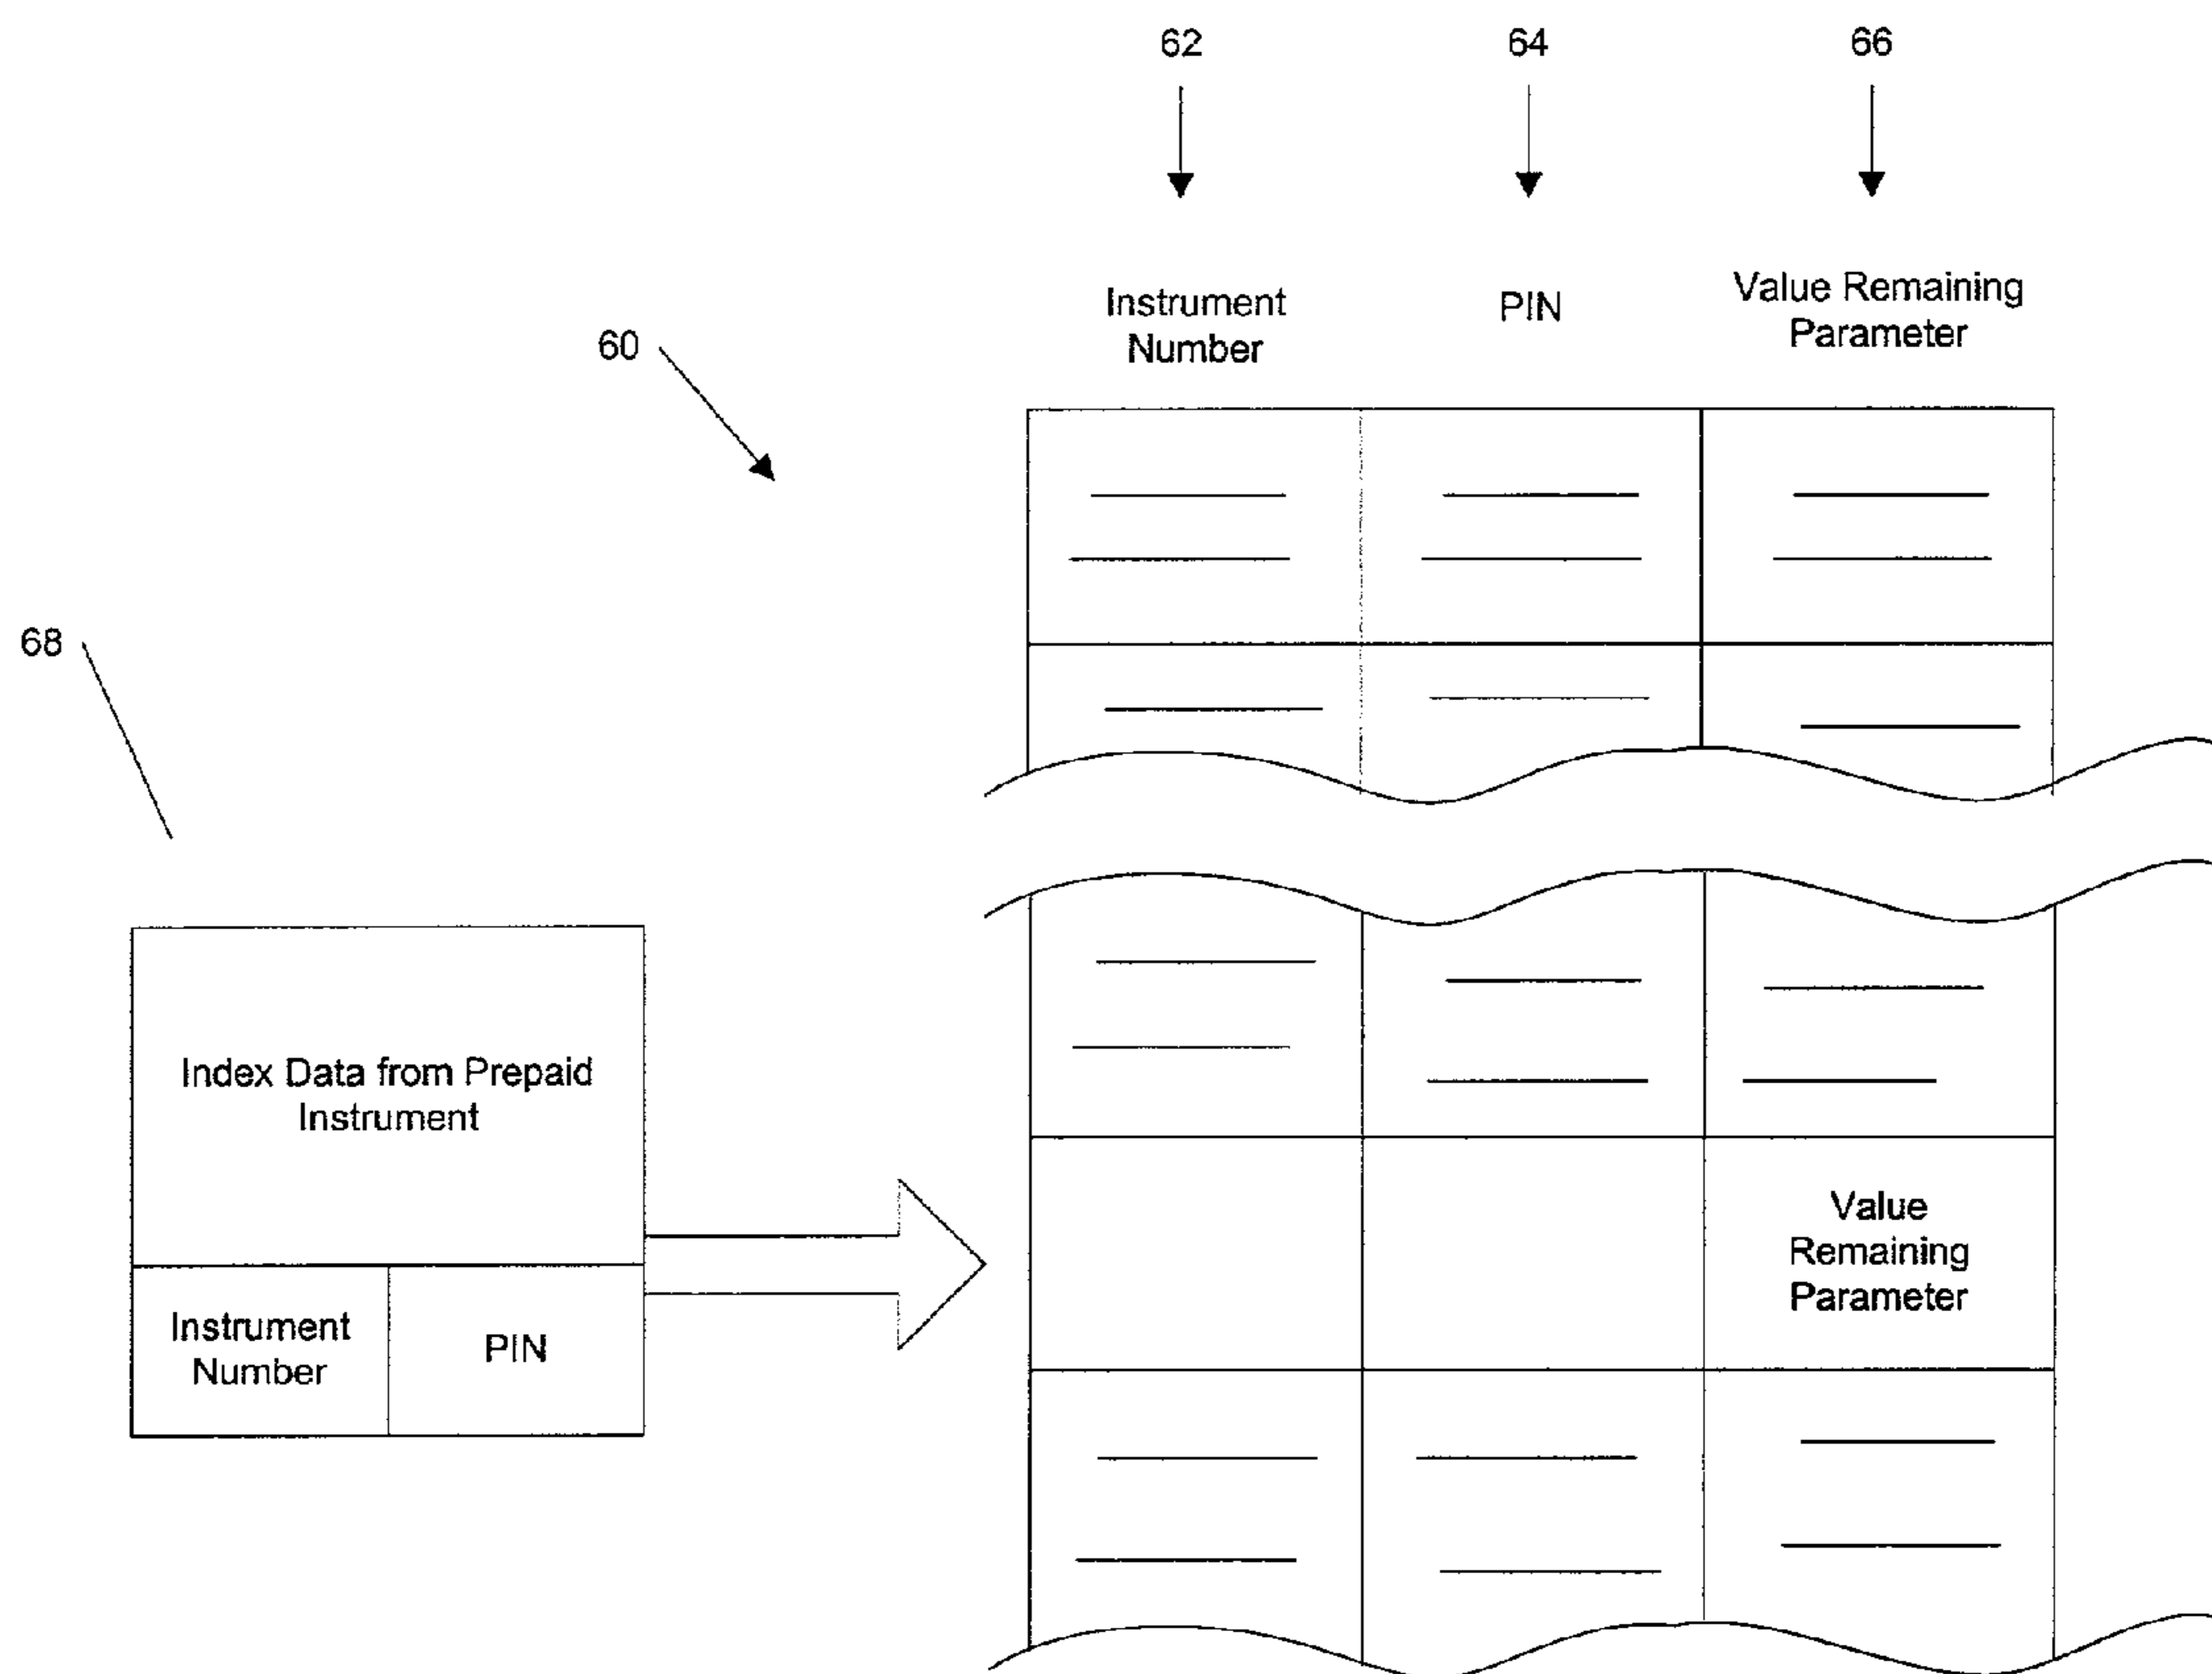 62 64 66
Instrument
Number
PIN
Value Remaining
Parameter
60
68
Index Data from Prepaid
Instrument
Instrument
Number
PIN
Value
Remaining
Parameter